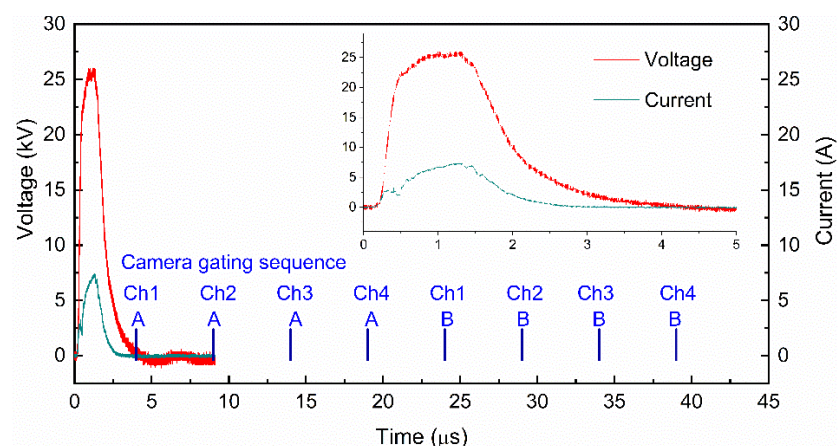 30
25
20
15
10
5
0
Voltage (kV)
30
25
20
15
10
5
0
Current (A)
25
20
15
10
5
0
0 1 2 3 4 5
Voltage
Current
Camera gating sequence
Ch1 Ch2 Ch3 Ch4 Ch1 Ch2 Ch3 Ch4
A A A A B B B B
0 5 10 15 20 25 30 35 40 45
Time (μs)